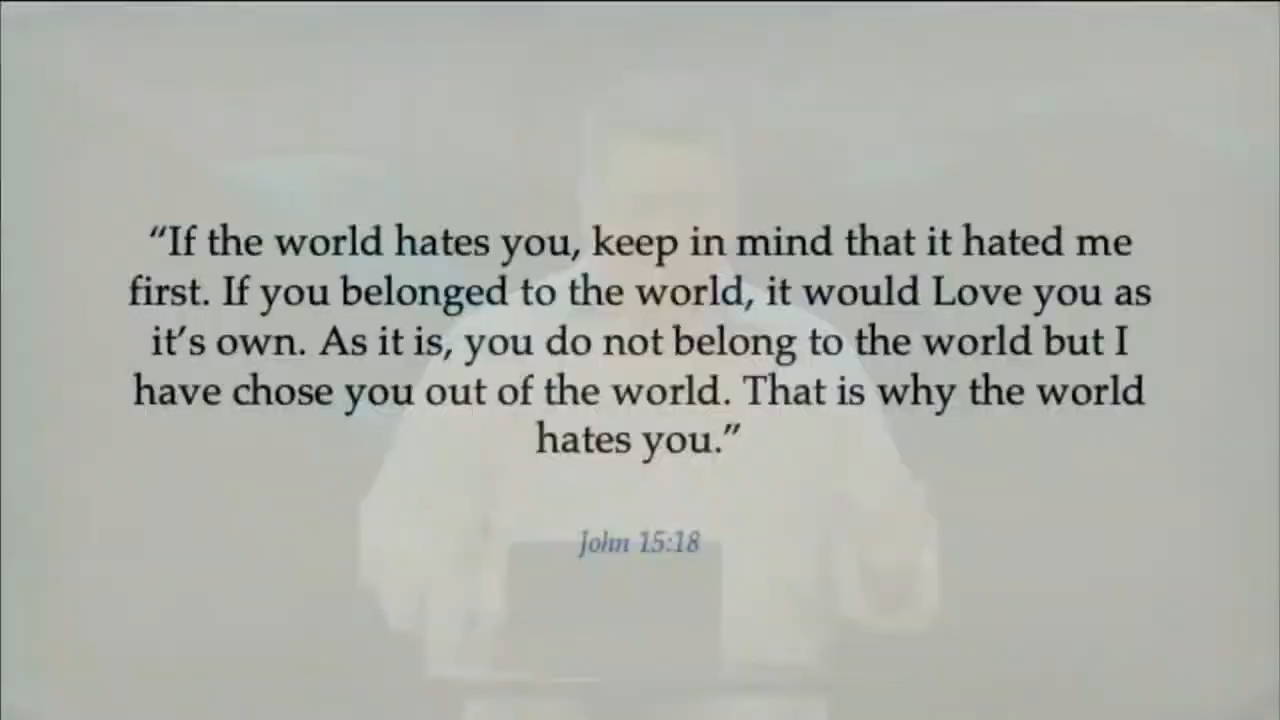 “If the world hates you, keep in mind that it hated me
first. If you belonged to the world, it would Love you as
it’s own. As it is, you do not belong to the world but I
have chose you out of the world. That is why the world
hates you.”
John 15:18